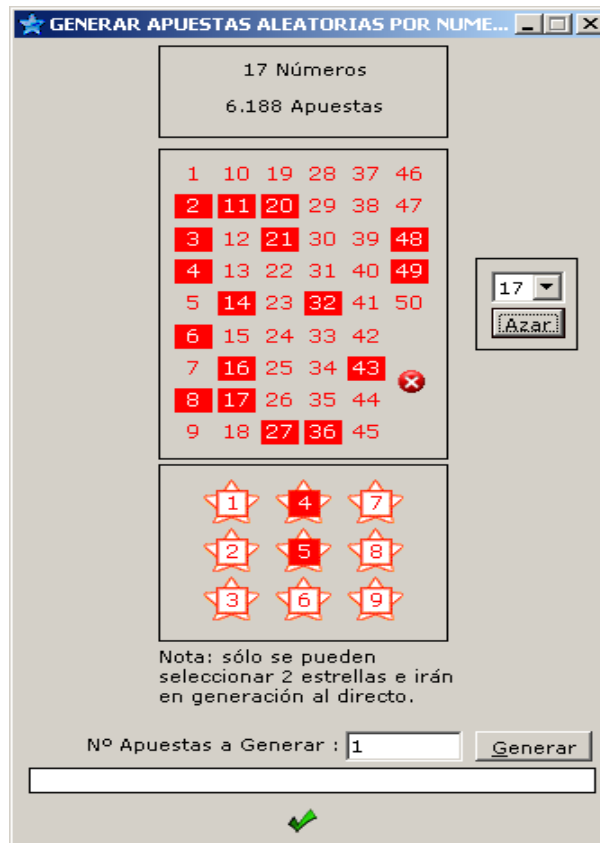 GENERAR APUESTAS ALEATORIAS POR NUME...
17 Números
6.188 Apuestas
1 10 19 28 37 46
2 11 20 29 38 47
3 12 21 30 39 48
4 13 22 31 40 49
5 14 23 32 41 50
6 15 24 33 42
7 16 25 34 43
8 17 26 35 44
9 18 27 36 45
17
Azar
1 4 7
2 5 8
3 6 9
Nota: sólo se pueden
seleccionar 2 estrellas e irán
en generación al directo.
Nº Apuestas a Generar : 1 Generar